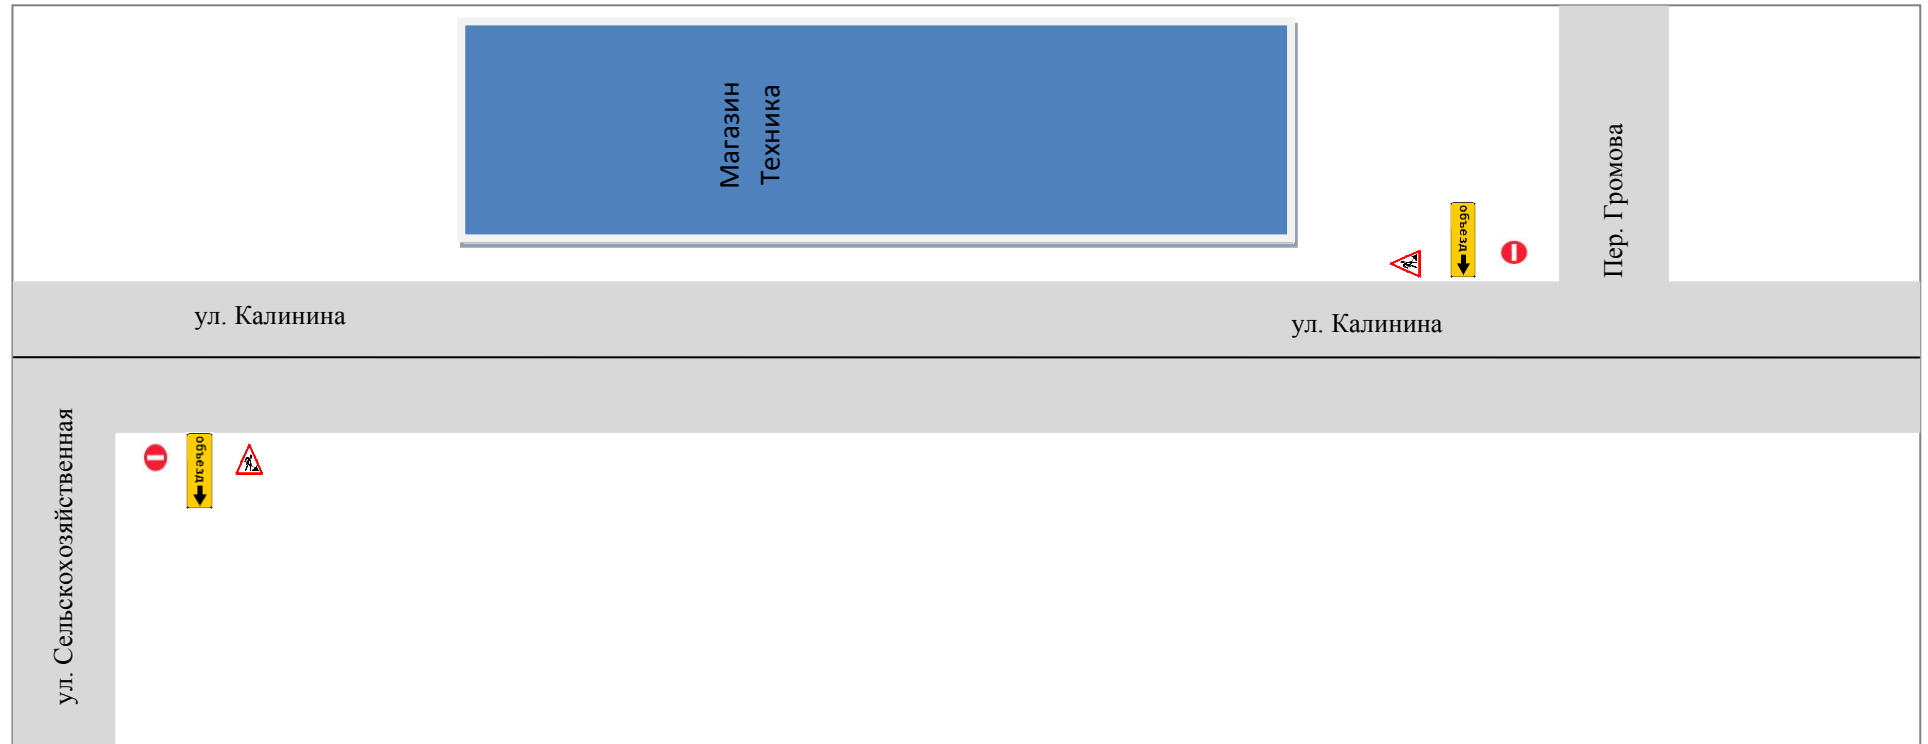 Магазин
Техника
Пер. Громова
объезд
ул. Калинина
ул. Калинина
ул. Сельскохозяйственная
объезд